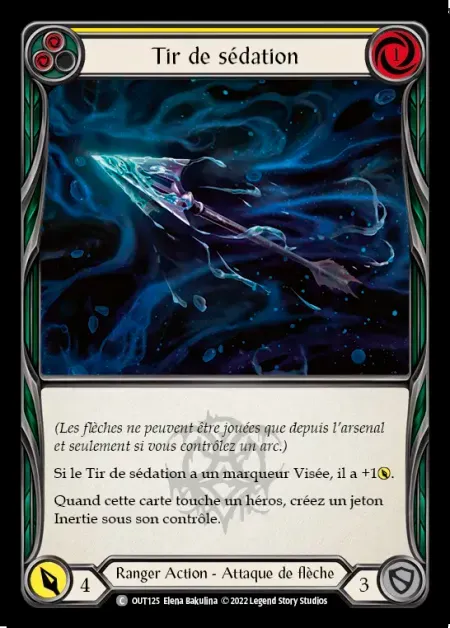 1
Tir de sédation
(Les flèches ne peuvent être jouées que depuis l'arsenal
et seulement si vous contrôlez un arc.)
Si le Tir de sédation a un marqueur Visée, il a +1.
Quand cette carte touche un héros, créez un jeton
Inertie sous son contrôle.
4
Ranger Action - Attaque de flèche
3
C OUT125 Elena Bakulina © 2022 Legend Story Studios